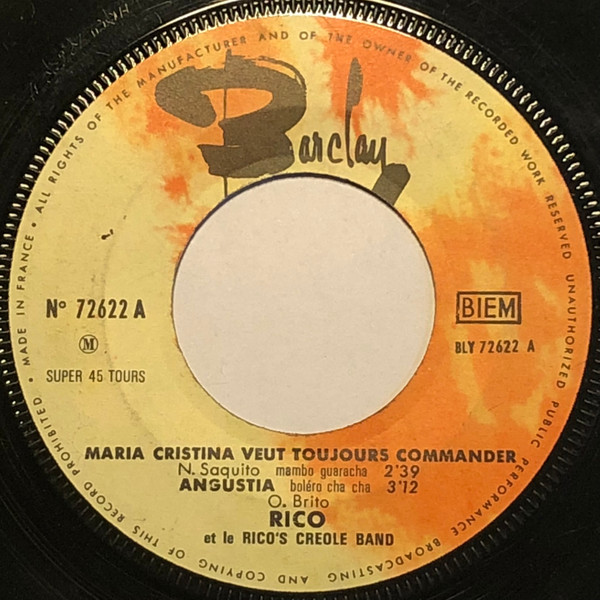 ALL RIGHTS OF THE MANUFACTURER AND OF THE OWNER OF THE RECORDED WORK RESERVED UNAUTHORIZED PUBLIC PERFORMANCE BROADCASTING AND COPYING OF THIS RECORD PROHIBITED • MADE IN FRANCE •
Barclay
Nº 72622 A
BIEM
M
BLY 72622 A
SUPER 45 TOURS
MARIA CRISTINA VEUT TOUJOURS COMMANDER
N. Saquito mambo guaracha 2'39
ANGUSTIA boléro cha cha 3'12
O. Brito
RICO
et le RICO'S CREOLE BAND